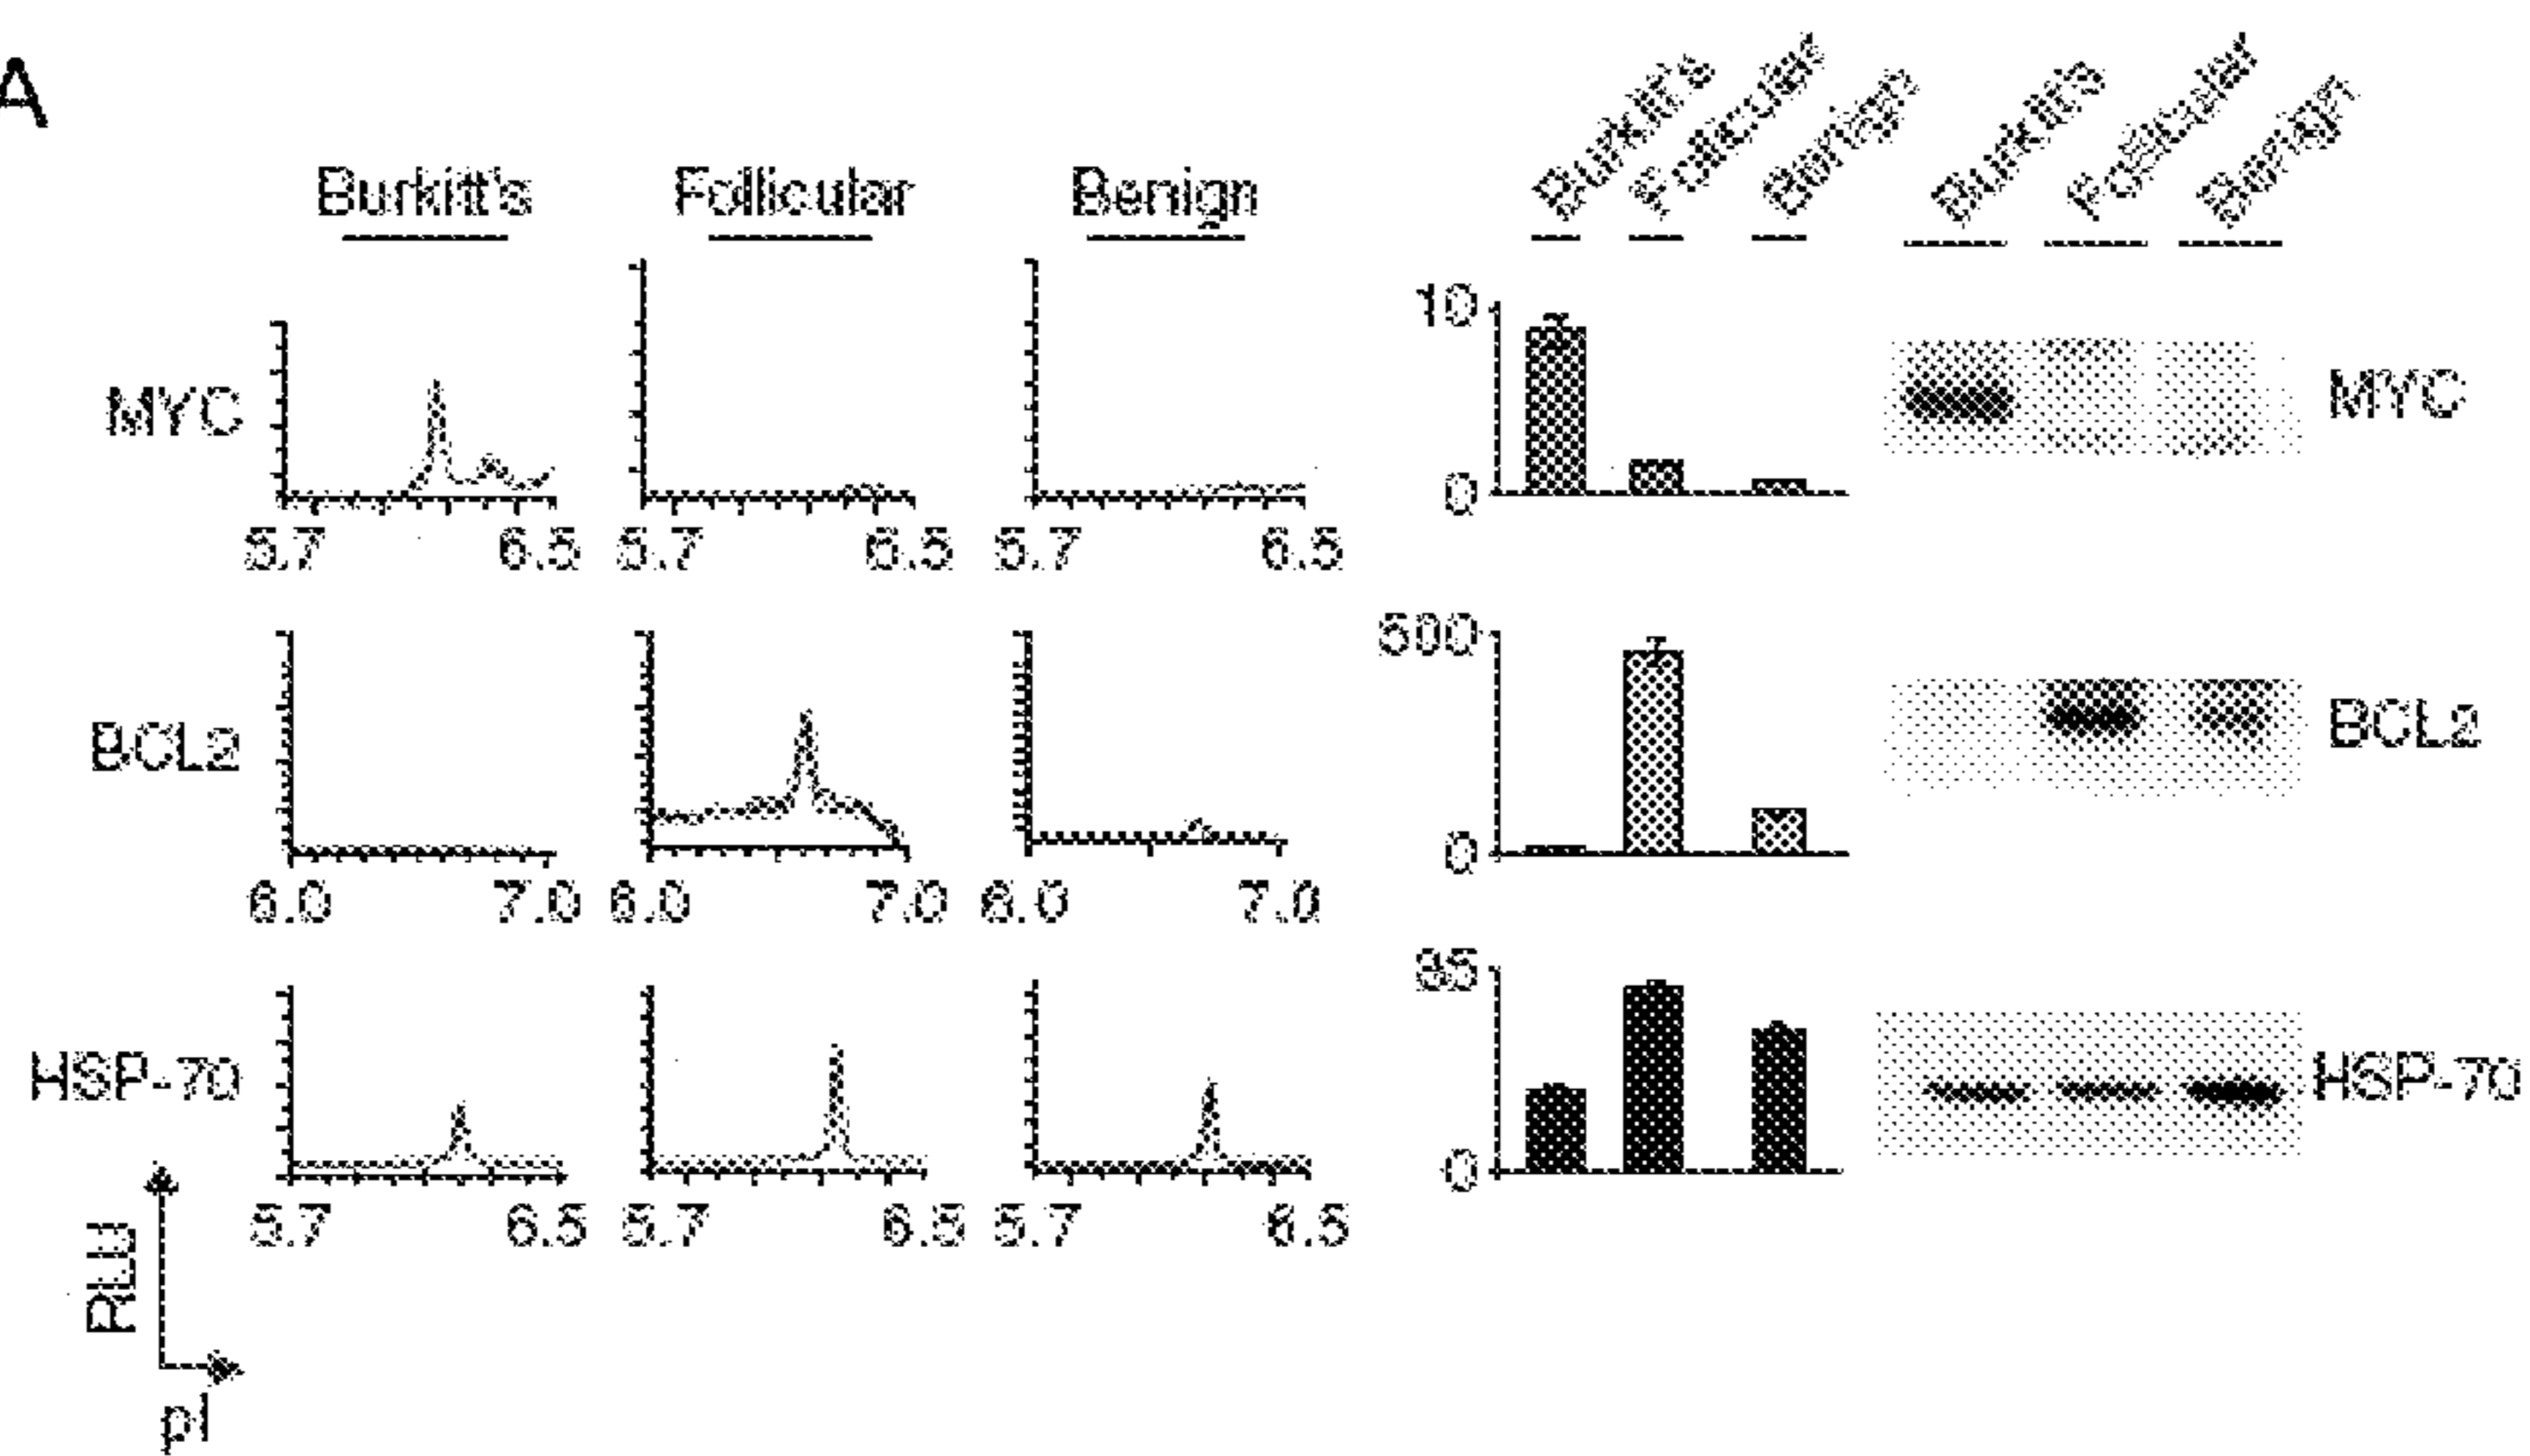 A
Burkitt's Follicular Benign Burkitt's Follicular Benign
Burkitt's Follicular Benign
10
MYC MYC
0
5.7 6.5 5.7 6.5 5.7 6.5
500
BCL2 BCL2
0
6.0 7.0 6.0 7.0 6.0 7.0
HSP-70 HSP-70
0
5.7 6.5 5.7 6.5 5.7 6.5
RLU
pI